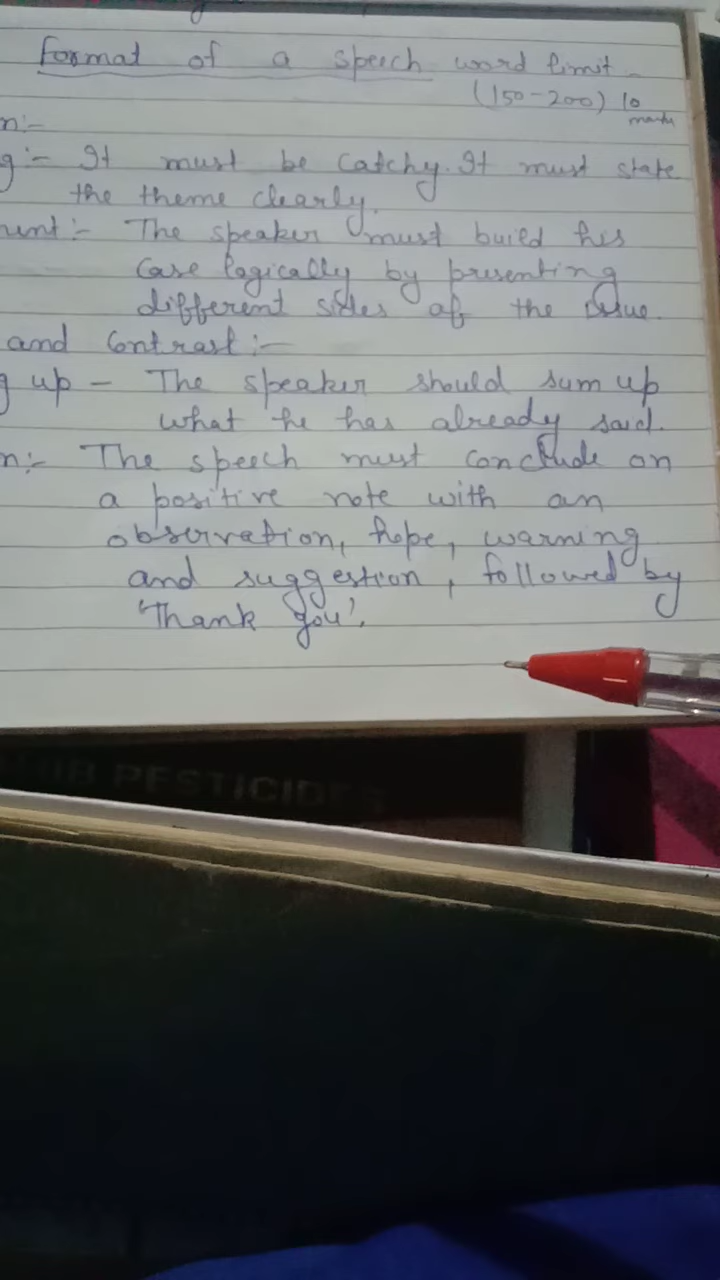 Format of a speech word limit
(150-200) 10
marks
n:-
g:- It must be Catchy. It must state
the theme clearly.
ment:- The speaker must build his
Case logically by presenting
different sides of the issue.
and Contrast:-
g up - The speaker should sum up
what he has already said.
n:- The speech must conclude on
a positive note with an
observation, hope, warning
and suggestion, followed by
'Thank you'.
PESTICIDES